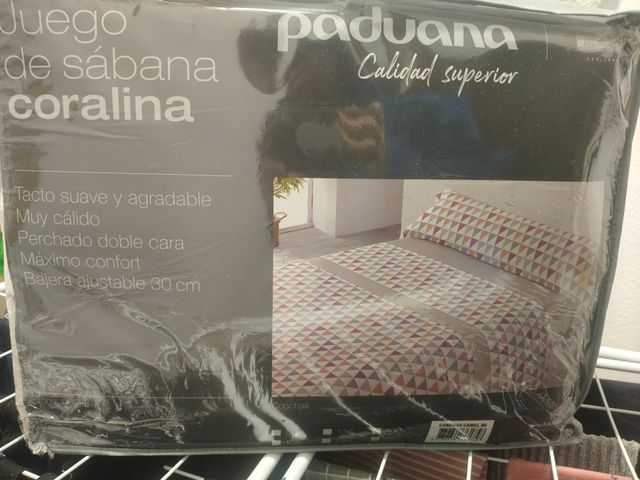 Juego
de sábana
coralina
paduana
Calidad superior
Tacto suave y agradable
Muy cálido
Perchado doble cara
Máximo confort
Bajera ajustable 30 cm